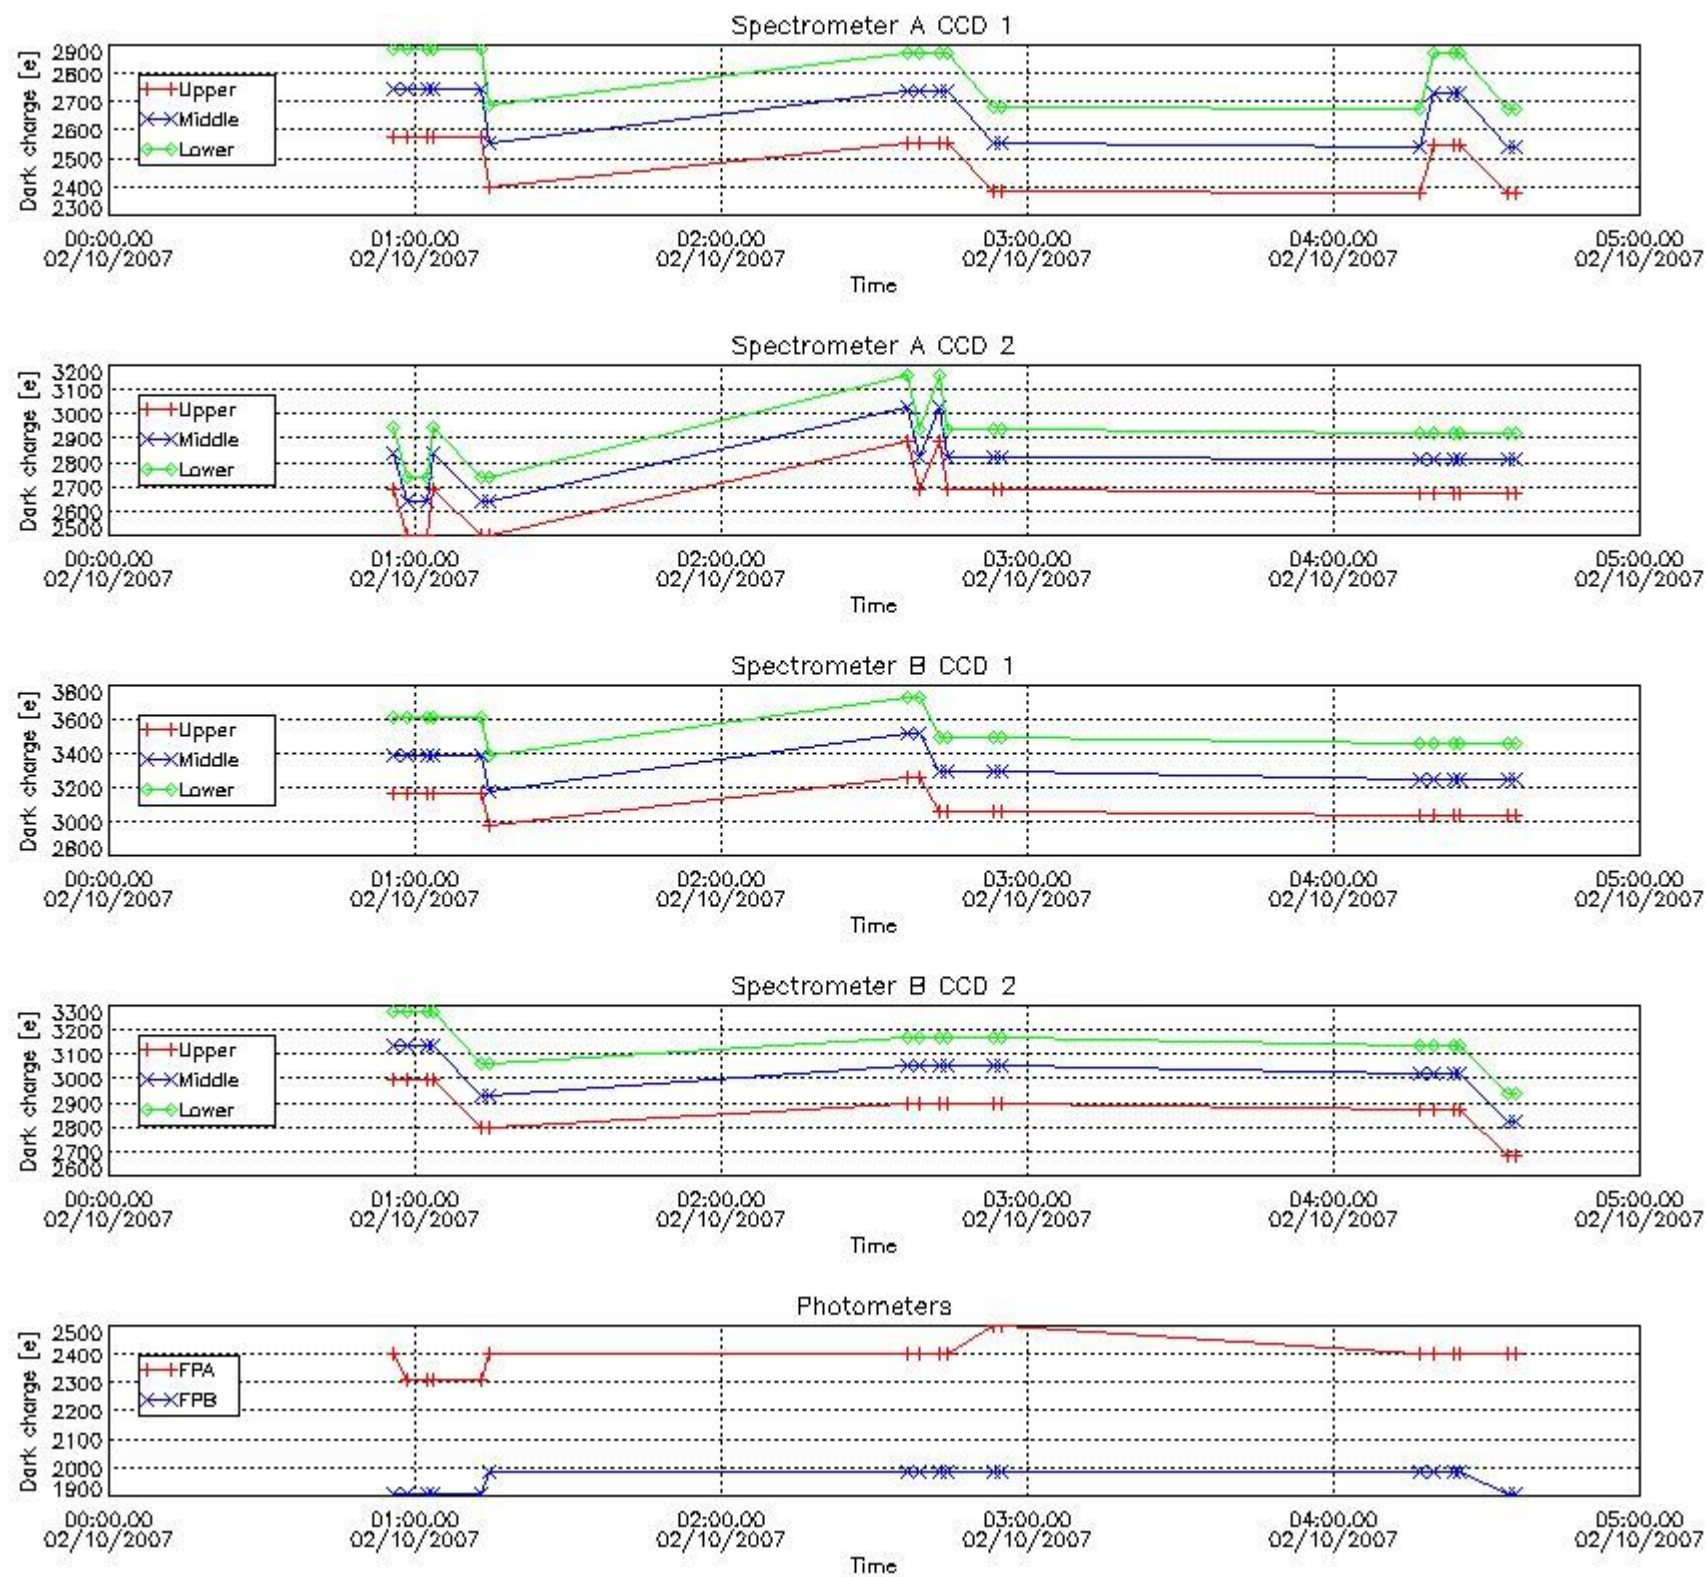 Spectrometer A CCD 1
Dark charge [e]
2900
2800
2700
2600
2500
2400
2300
Upper
Middle
Lower
00:00.00 01:00.00 02:00.00 03:00.00 04:00.00 05:00.00
02/10/2007 02/10/2007 02/10/2007 02/10/2007 02/10/2007 02/10/2007
Time
Spectrometer A CCD 2
Dark charge [e]
3200
3100
3000
2900
2800
2700
2600
2500
Upper
Middle
Lower
00:00.00 01:00.00 02:00.00 03:00.00 04:00.00 05:00.00
02/10/2007 02/10/2007 02/10/2007 02/10/2007 02/10/2007 02/10/2007
Time
Spectrometer B CCD 1
Dark charge [e]
3800
3600
3400
3200
3000
2800
Upper
Middle
Lower
00:00.00 01:00.00 02:00.00 03:00.00 04:00.00 05:00.00
02/10/2007 02/10/2007 02/10/2007 02/10/2007 02/10/2007 02/10/2007
Time
Spectrometer B CCD 2
Dark charge [e]
3300
3200
3100
3000
2900
2800
2700
2600
Upper
Middle
Lower
00:00.00 01:00.00 02:00.00 03:00.00 04:00.00 05:00.00
02/10/2007 02/10/2007 02/10/2007 02/10/2007 02/10/2007 02/10/2007
Time
Photometers
Dark charge [e]
2500
2400
2300
2200
2100
2000
1900
FPA
FPB
00:00.00 01:00.00 02:00.00 03:00.00 04:00.00 05:00.00
02/10/2007 02/10/2007 02/10/2007 02/10/2007 02/10/2007 02/10/2007
Time